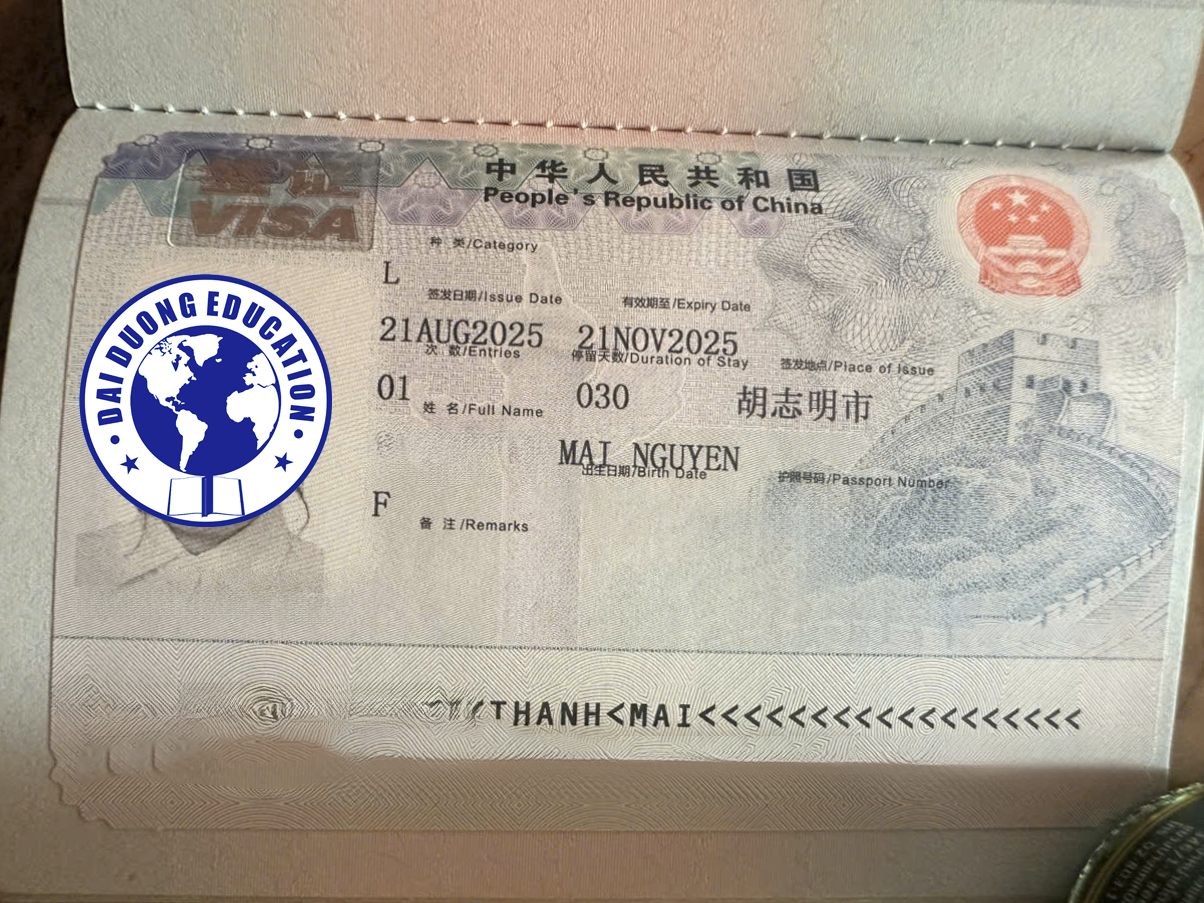 签证
VISA
中华人民共和国
People's Republic of China
种 类/Category
L
签发日期/Issue Date 有效期至/Expiry Date
21AUG2025 21NOV2025
次 数/Entries 停留天数/Duration of Stay 签发地点/Place of Issue
01 030 胡志明市
姓 名/Full Name
MAI NGUYEN
出生日期/Birth Date 护照号码/Passport Number
F
备 注/Remarks
DAI DUONG EDUCATION
THANH<MAI<<<<<<<<<<<<<<<<<